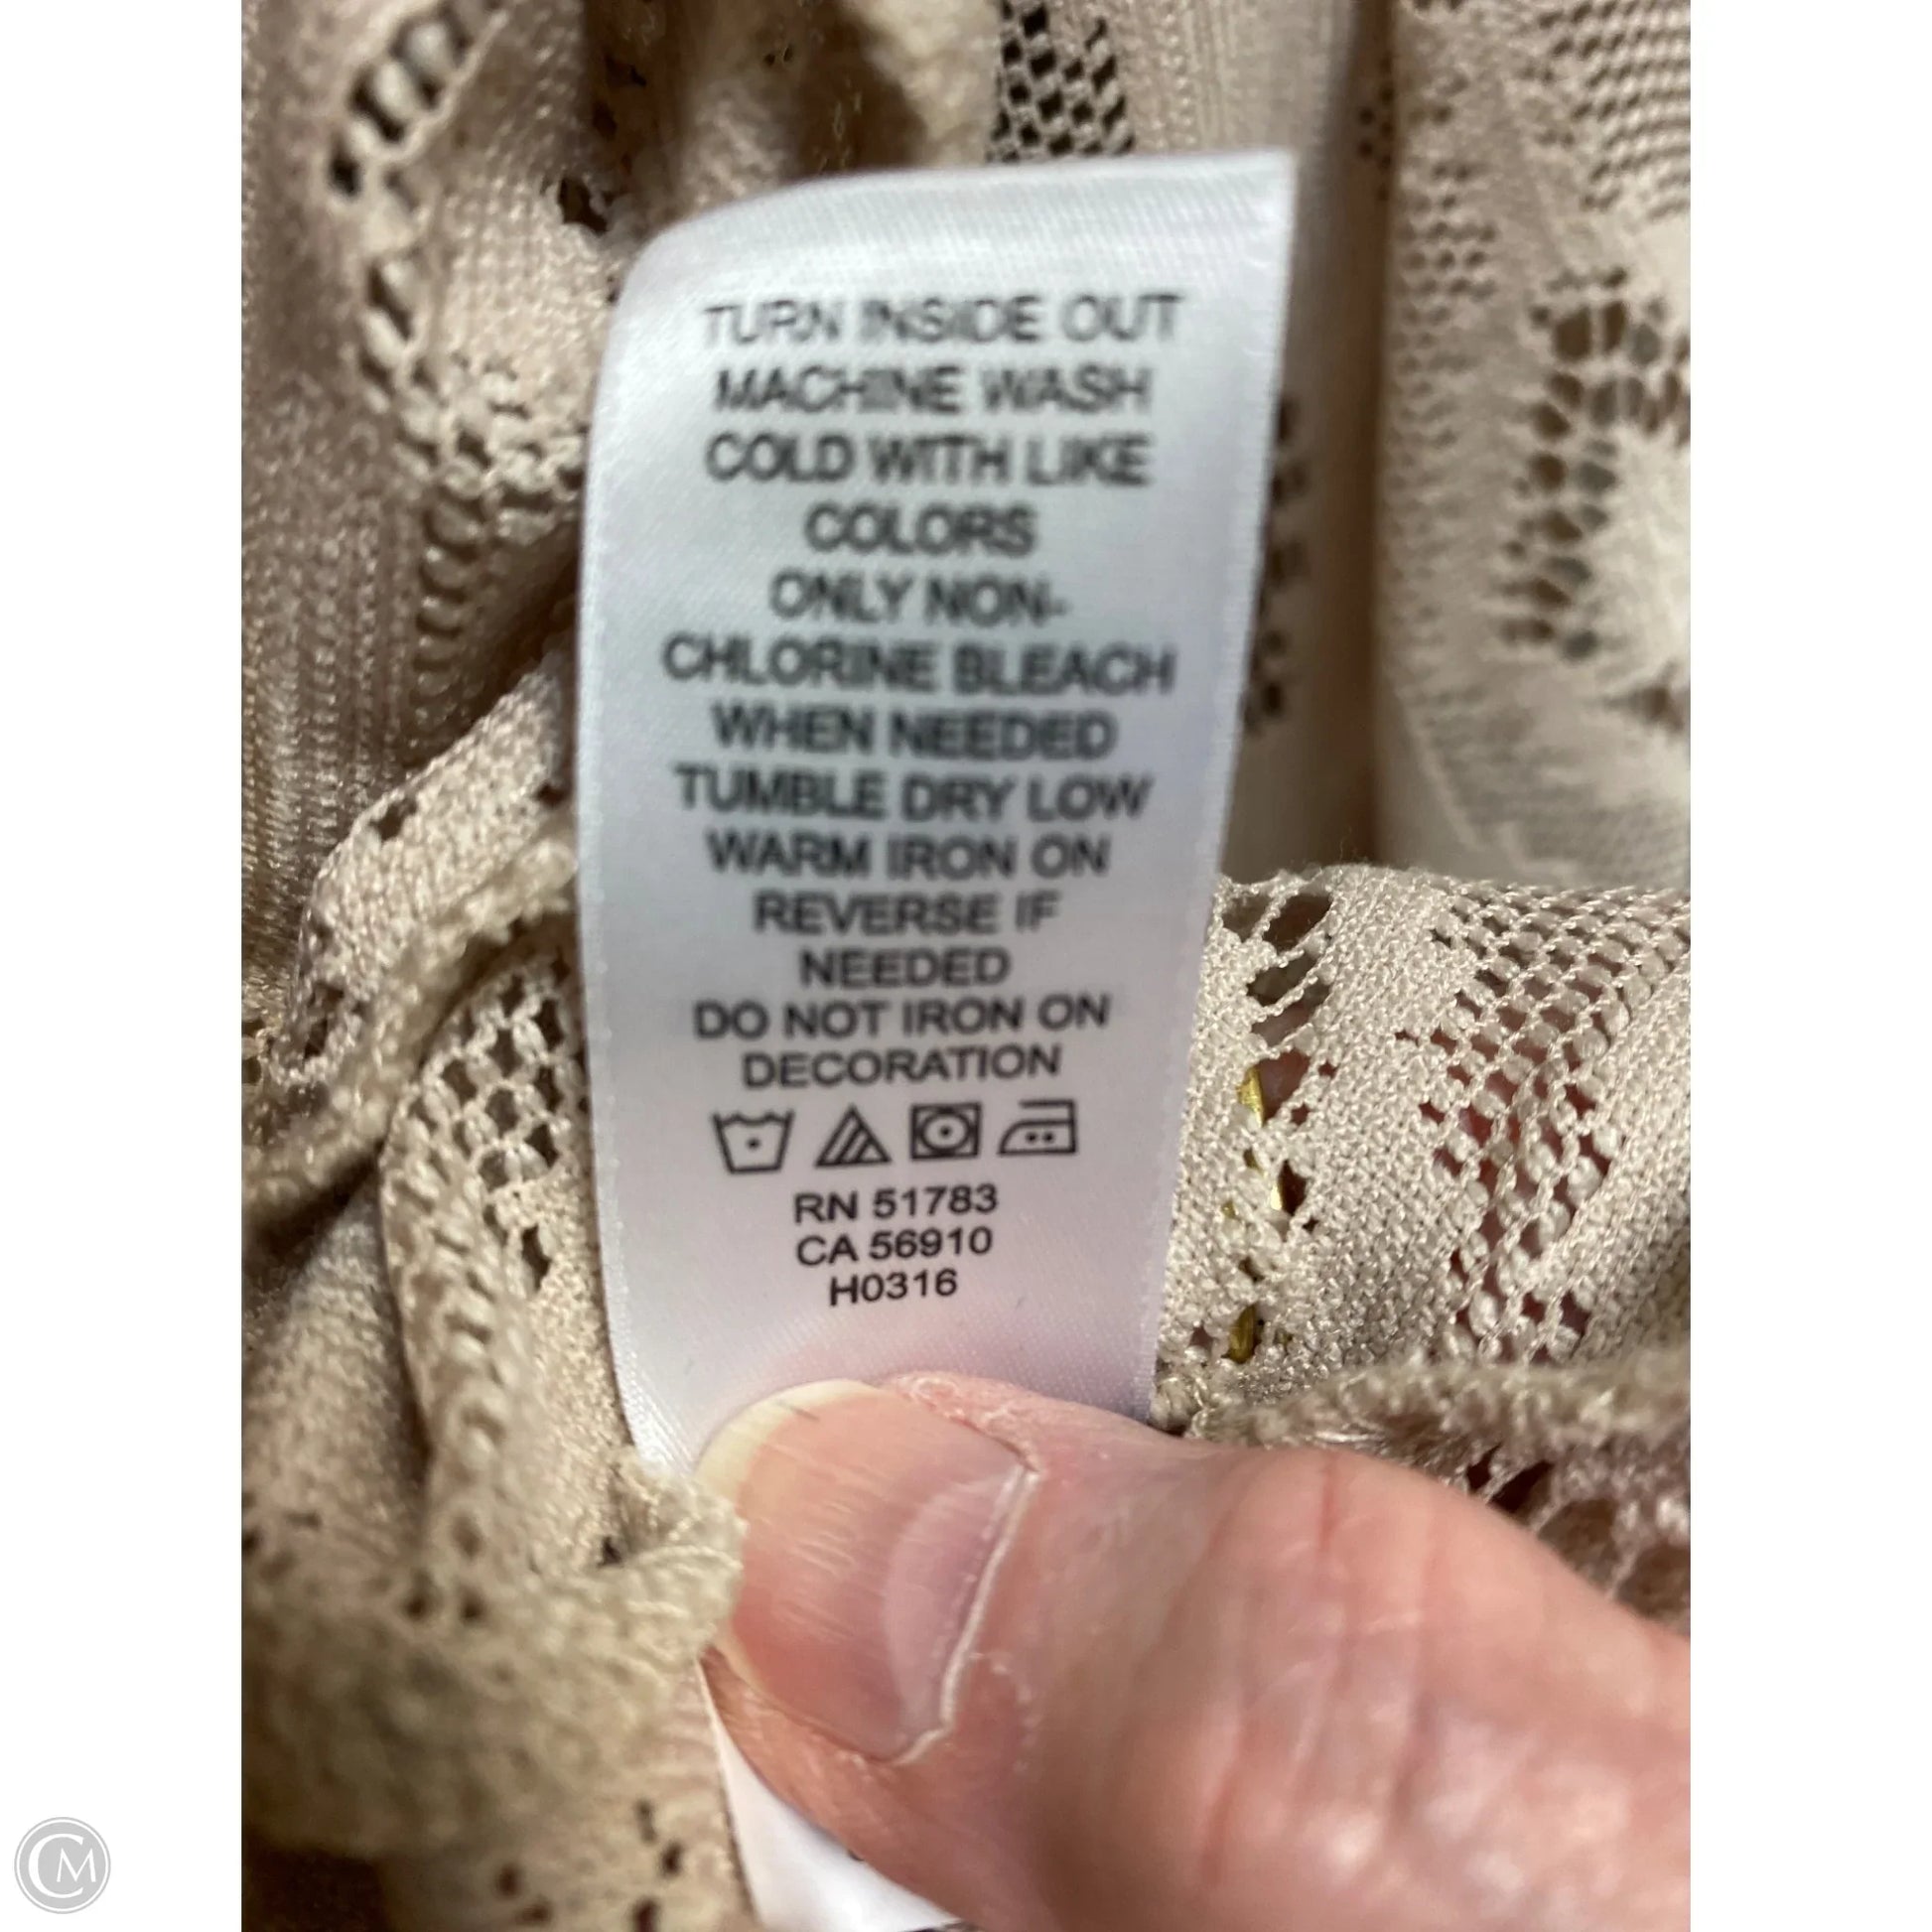 TURN INSIDE OUT
MACHINE WASH
COLD WITH LIKE
COLORS
ONLY NON-
CHLORINE BLEACH
WHEN NEEDED
TUMBLE DRY LOW
WARM IRON ON
REVERSE IF
NEEDED
DO NOT IRON ON
DECORATION
RN 51783
CA 56910
H0316
CM